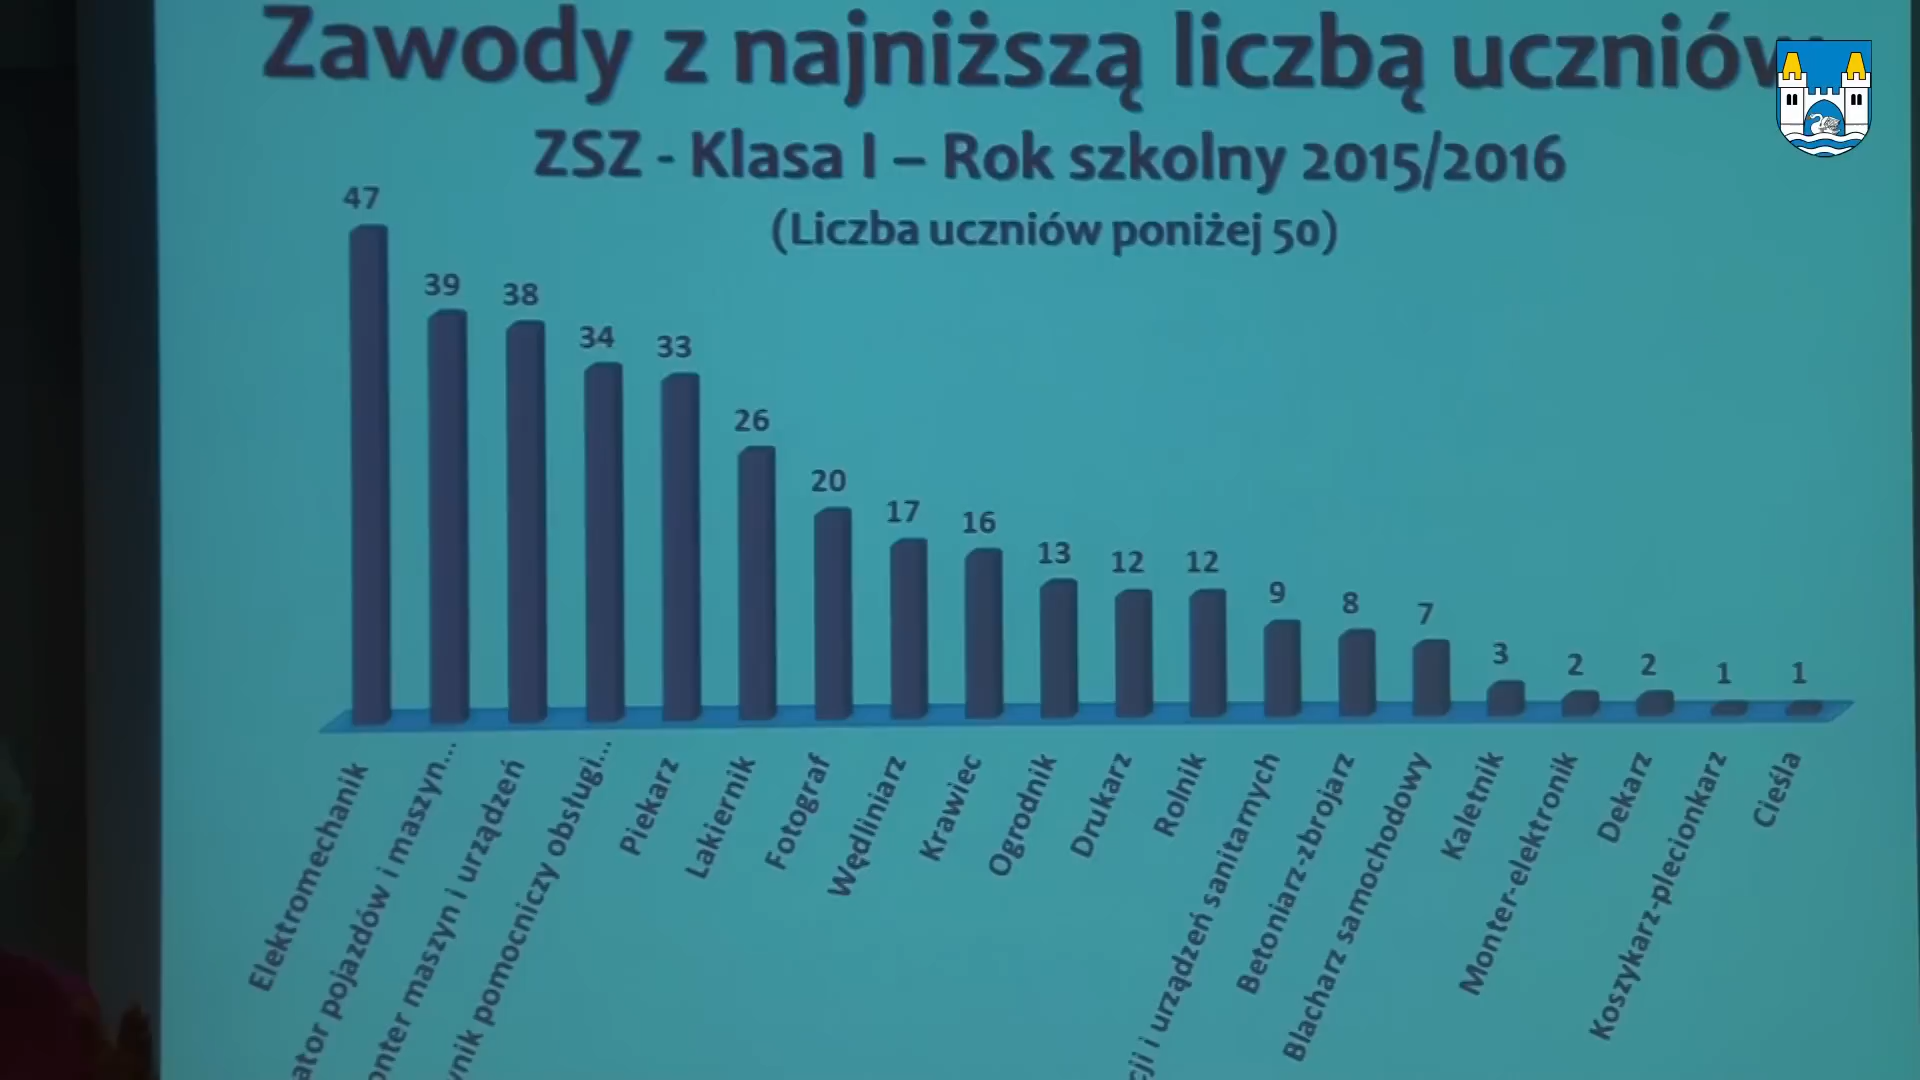 Zawody z najniższą liczbą uczniów
ZSZ - Klasa I – Rok szkolny 2015/2016
(Liczba uczniów poniżej 50)
47
39
38
34
33
26
20
17
16
13
12
12
9
8
7
3
2
2
1
1
Elektromechanik
ator pojazdów i maszyn...
onter maszyn i urządzeń
wnik pomocniczy obsługi...
Piekarz
Lakiernik
Fotograf
Wędliniarz
Krawiec
Ogrodnik
Drukarz
Rolnik
cji i urządzeń sanitarnych
Betoniarz-zbrojarz
Blacharz samochodowy
Kaletnik
Monter-elektronik
Dekarz
Koszykarz-plecionkarz
Cieśla